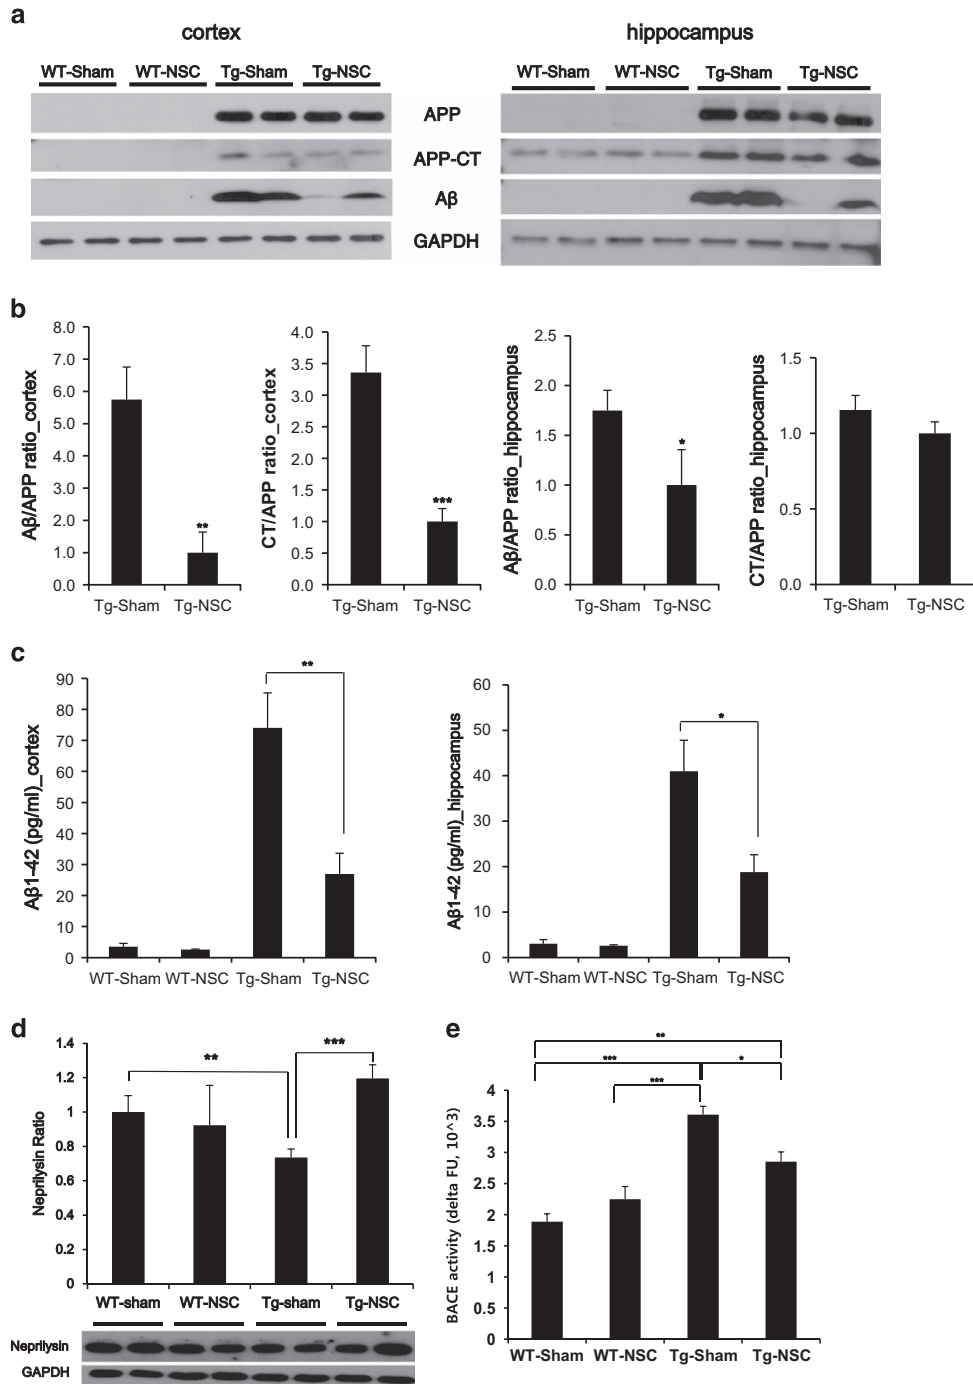 a
cortex
hippocampus
WT-Sham WT-NSC Tg-Sham Tg-NSC
WT-Sham WT-NSC Tg-Sham Tg-NSC
APP
APP-CT
Aβ
GAPDH
b
Aβ/APP ratio_cortex
8.0
7.0
6.0
5.0
4.0
3.0
2.0
1.0
0.0
**
Tg-Sham Tg-NSC
CT/APP ratio_cortex
4.0
3.5
3.0
2.5
2.0
1.5
1.0
0.5
0.0
***
Tg-Sham Tg-NSC
Aβ/APP ratio_hippocampus
2.5
2.0
1.5
1.0
0.5
0.0
*
Tg-Sham Tg-NSC
CT/APP ratio_hippocampus
1.5
1.0
0.5
0.0
Tg-Sham Tg-NSC
c
Aβ1-42 (pg/ml)_cortex
90
80
70
60
50
40
30
20
10
0
**
WT-Sham WT-NSC Tg-Sham Tg-NSC
Aβ1-42 (pg/ml)_hippocampus
60
50
40
30
20
10
0
*
WT-Sham WT-NSC Tg-Sham Tg-NSC
d
Neprilysin Ratio
1.4
1.2
1
0.8
0.6
0.4
0.2
0
**
***
WT-sham WT-NSC Tg-sham Tg-NSC
Neprilysin
GAPDH
e
BACE activity (delta FU, 10^3)
4
3.5
3
2.5
2
1.5
1
0.5
0
**
***
*
***
WT-Sham WT-NSC Tg-Sham Tg-NSC